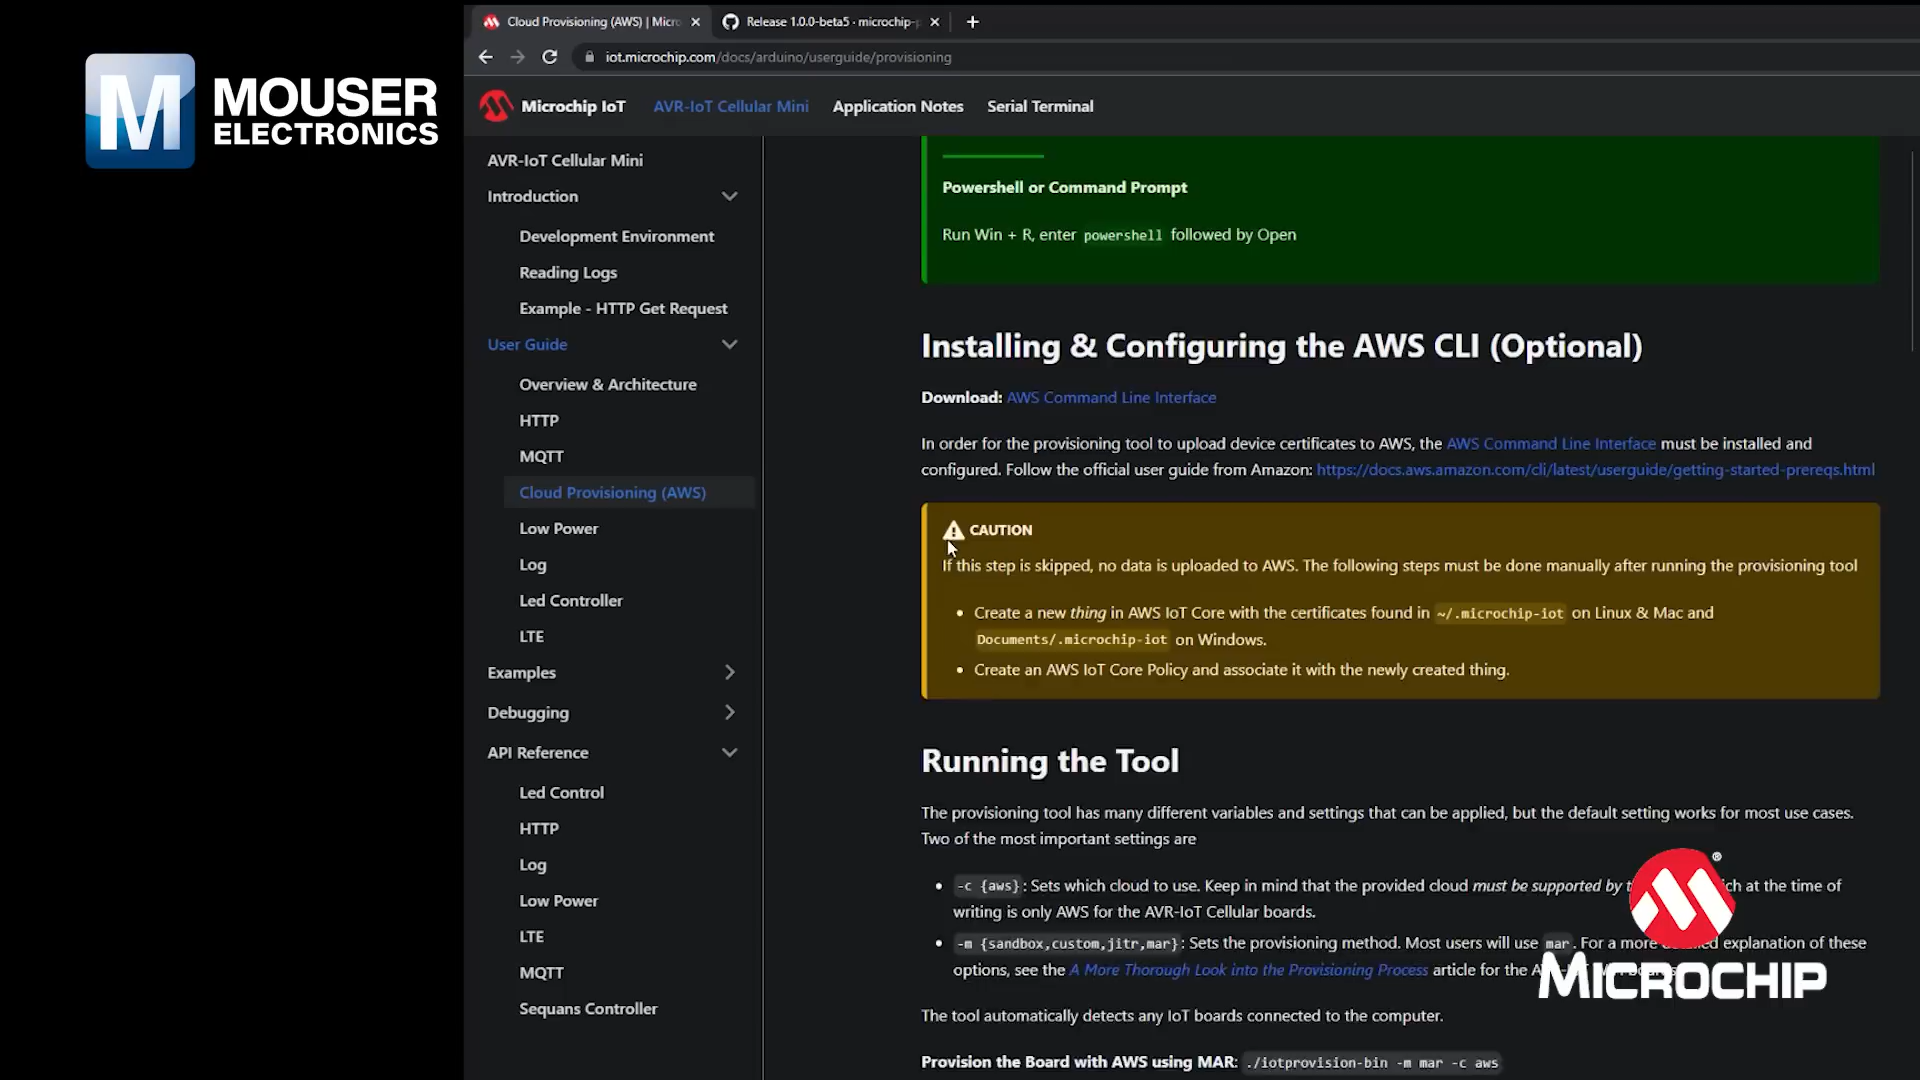 MOUSER
ELECTRONICS
Cloud Provisioning (AWS) | Micro
Release 1.0.0-beta5 · microchip-p
iot.microchip.com/docs/arduino/userguide/provisioning
Microchip IoT
AVR-IoT Cellular Mini
Application Notes
Serial Terminal
AVR-IoT Cellular Mini
Introduction
Development Environment
Reading Logs
Example - HTTP Get Request
User Guide
Overview & Architecture
HTTP
MQTT
Cloud Provisioning (AWS)
Low Power
Log
Led Controller
LTE
Examples
Debugging
API Reference
Led Control
HTTP
Log
Low Power
LTE
MQTT
Sequans Controller
Powershell or Command Prompt
Run Win + R, enter powershell followed by Open
Installing & Configuring the AWS CLI (Optional)
Download: AWS Command Line Interface
In order for the provisioning tool to upload device certificates to AWS, the AWS Command Line Interface must be installed and
configured. Follow the official user guide from Amazon: https://docs.aws.amazon.com/cli/latest/userguide/getting-started-prereqs.html
CAUTION
If this step is skipped, no data is uploaded to AWS. The following steps must be done manually after running the provisioning tool
• Create a new thing in AWS IoT Core with the certificates found in ~/.microchip-iot on Linux & Mac and
Documents/.microchip-iot on Windows.
• Create an AWS IoT Core Policy and associate it with the newly created thing.
Running the Tool
The provisioning tool has many different variables and settings that can be applied, but the default setting works for most use cases.
Two of the most important settings are
• -c {aws}: Sets which cloud to use. Keep in mind that the provided cloud must be supported by at the time of
writing is only AWS for the AVR-IoT Cellular boards.
• -m {sandbox,custom,jitr,mar}: Sets the provisioning method. Most users will use mar. For a more explanation of these
options, see the A More Thorough Look into the Provisioning Process article for the
The tool automatically detects any IoT boards connected to the computer.
Provision the Board with AWS using MAR: ./iotprovision-bin -m mar -c aws
MICROCHIP